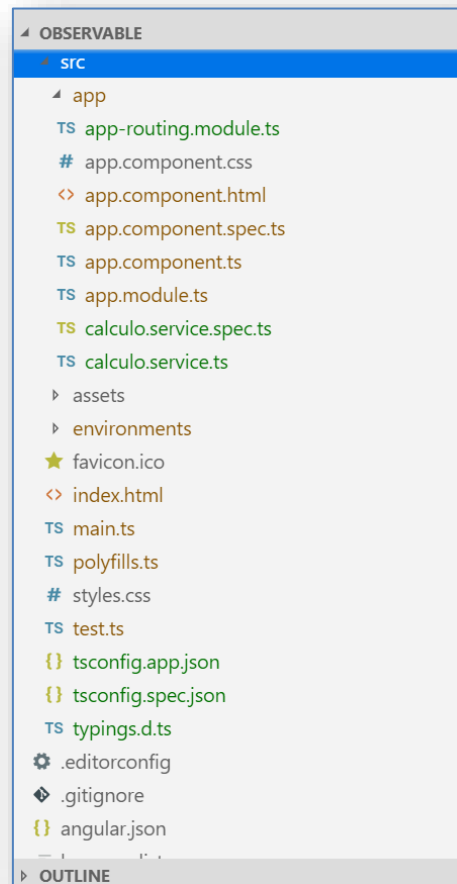 OBSERVABLE
src
app
TS app-routing.module.ts
# app.component.css
<> app.component.html
TS app.component.spec.ts
TS app.component.ts
TS app.module.ts
TS calculo.service.spec.ts
TS calculo.service.ts
assets
environments
favicon.ico
<> index.html
TS main.ts
TS polyfills.ts
# styles.css
TS test.ts
{} tsconfig.app.json
{} tsconfig.spec.json
TS typings.d.ts
.editorconfig
.gitignore
{} angular.json
OUTLINE